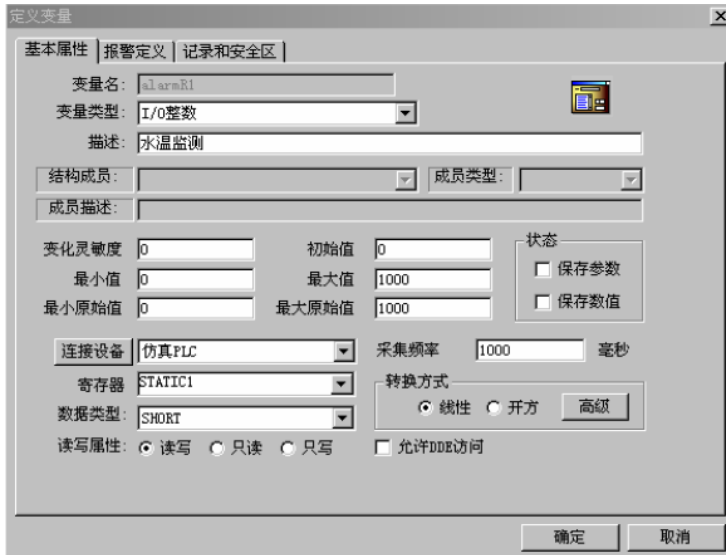 定义变量
基本属性 报警定义 记录和安全区
变量名: alarmR1
变量类型: I/O整数
描述: 水温监测
结构成员: 成员类型:
成员描述:
变化灵敏度 0 初始值 0 状态
最小值 0 最大值 1000 保存参数
最小原始值 0 最大原始值 1000 保存数值
连接设备 仿真PLC 采集频率 1000 毫秒
寄存器 STATIC1 转换方式
数据类型: SHORT 线性 开方 高级
读写属性: 读写 只读 只写 允许DDE访问
确定 取消